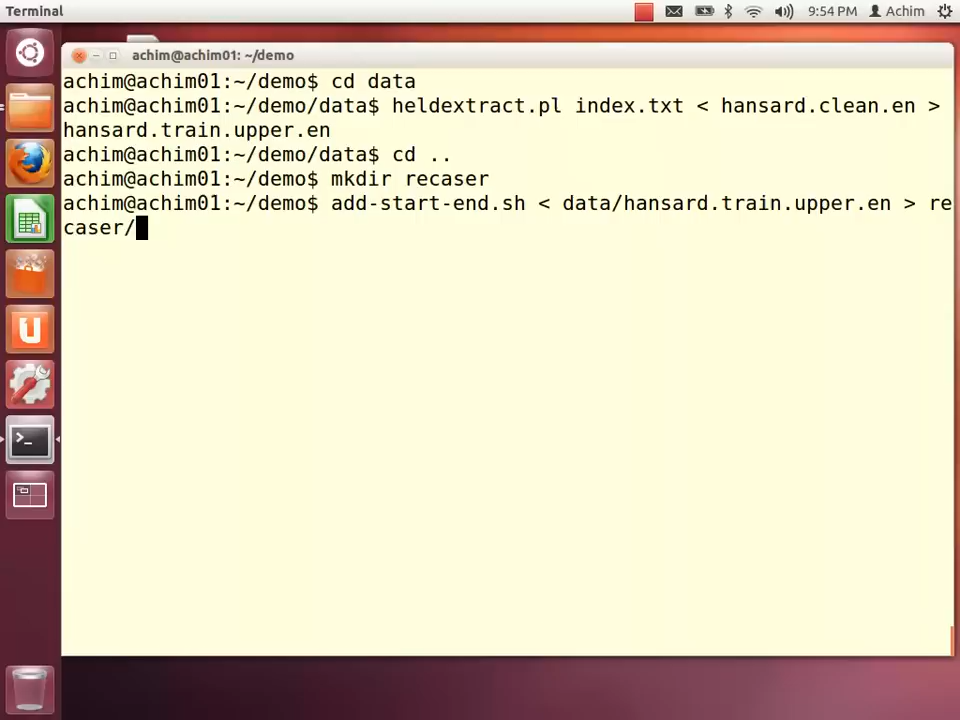 Terminal
9:54 PM
Achim
achim@achim01: ~/demo
achim@achim01:~/demo$ cd data
achim@achim01:~/demo/data$ heldextract.pl index.txt < hansard.clean.en >
hansard.train.upper.en
achim@achim01:~/demo/data$ cd ..
achim@achim01:~/demo$ mkdir recaser
achim@achim01:~/demo$ add-start-end.sh < data/hansard.train.upper.en > re
caser/